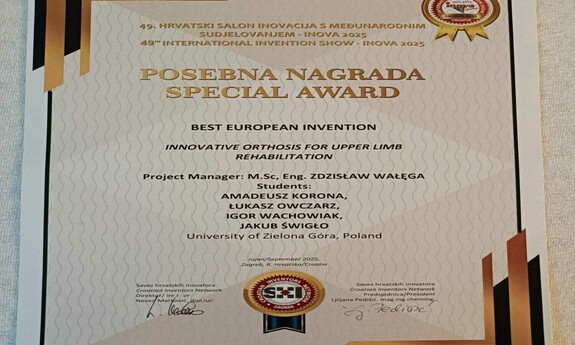 49. HRVATSKI SALON INOVACIJA S MEĐUNARODNIM
SUDJELOVANJEM - INOVA 2025
49TH INTERNATIONAL INVENTION SHOW - INOVA 2025
POSEBNA NAGRADA
SPECIAL AWARD
BEST EUROPEAN INVENTION
INNOVATIVE ORTHOSIS FOR UPPER LIMB
REHABILITATION
Project Manager: M.Sc, Eng. ZDZISŁAW WAŁĘGA
Students:
AMADEUSZ KORONA,
ŁUKASZ OWCZARZ,
IGOR WACHOWIAK,
JAKUB ŚWIGŁO
University of Zielona Góra, Poland
rujan/September 2025,
Zagreb, R. Hrvatska/Croatia
Savez hrvatskih inovatora
Croatian Inventors Network
Savez hrvatskih inovatora
Croatian Inventors Network
Predsjednica/President